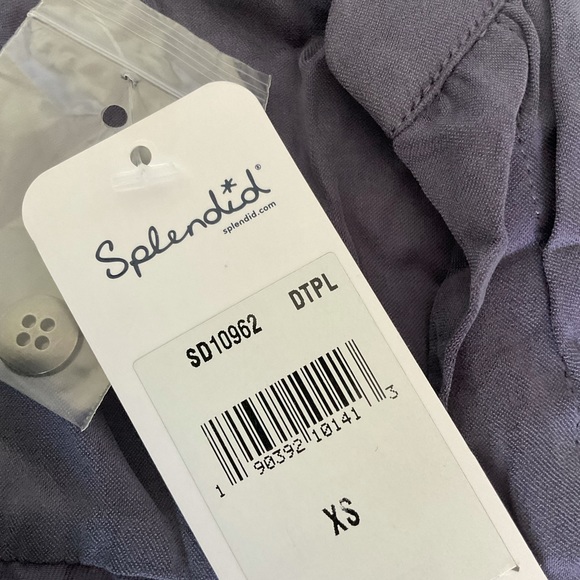 Splendid®
splendid.com
SD10962 DTPL
1 90392 10141 3
XS